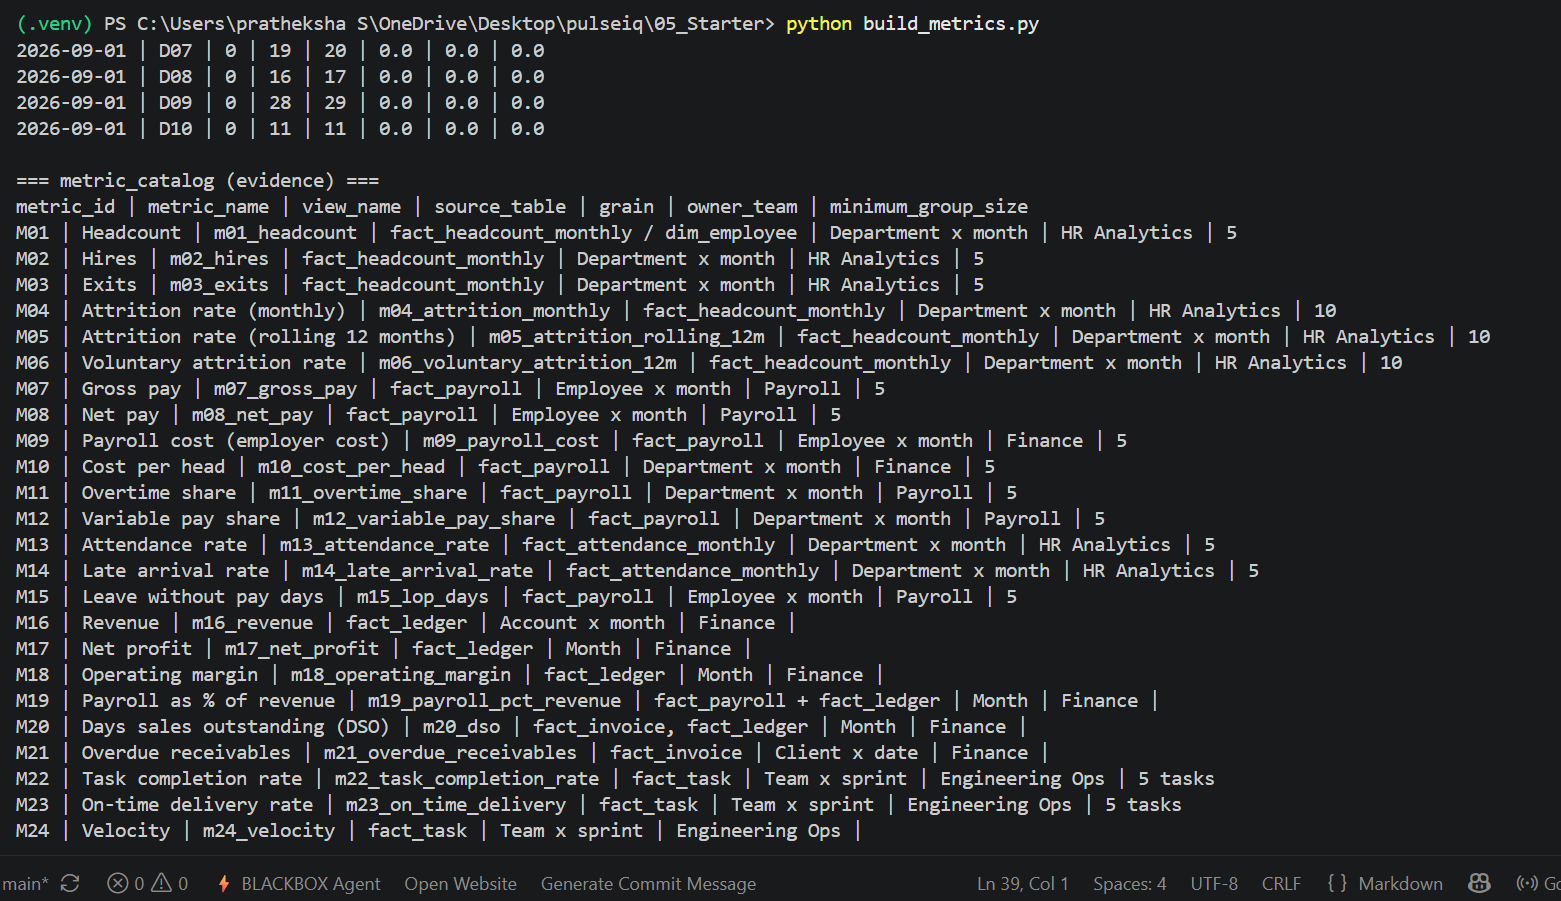 (.venv) PS C:\Users\pratheksha S\OneDrive\Desktop\pulseiq\05_Starter> python build_metrics.py
2026-09-01 | D07 | 0 | 19 | 20 | 0.0 | 0.0 | 0.0
2026-09-01 | D08 | 0 | 16 | 17 | 0.0 | 0.0 | 0.0
2026-09-01 | D09 | 0 | 28 | 29 | 0.0 | 0.0 | 0.0
2026-09-01 | D10 | 0 | 11 | 11 | 0.0 | 0.0 | 0.0
=== metric_catalog (evidence) ===
metric_id | metric_name | view_name | source_table | grain | owner_team | minimum_group_size
M01 | Headcount | m01_headcount | fact_headcount_monthly / dim_employee | Department x month | HR Analytics | 5
M02 | Hires | m02_hires | fact_headcount_monthly | Department x month | HR Analytics | 5
M03 | Exits | m03_exits | fact_headcount_monthly | Department x month | HR Analytics | 5
M04 | Attrition rate (monthly) | m04_attrition_monthly | fact_headcount_monthly | Department x month | HR Analytics | 10
M05 | Attrition rate (rolling 12 months) | m05_attrition_rolling_12m | fact_headcount_monthly | Department x month | HR Analytics | 10
M06 | Voluntary attrition rate | m06_voluntary_attrition_12m | fact_headcount_monthly | Department x month | HR Analytics | 10
M07 | Gross pay | m07_gross_pay | fact_payroll | Employee x month | Payroll | 5
M08 | Net pay | m08_net_pay | fact_payroll | Employee x month | Payroll | 5
M09 | Payroll cost (employer cost) | m09_payroll_cost | fact_payroll | Employee x month | Finance | 5
M10 | Cost per head | m10_cost_per_head | fact_payroll | Department x month | Finance | 5
M11 | Overtime share | m11_overtime_share | fact_payroll | Department x month | Payroll | 5
M12 | Variable pay share | m12_variable_pay_share | fact_payroll | Department x month | Payroll | 5
M13 | Attendance rate | m13_attendance_rate | fact_attendance_monthly | Department x month | HR Analytics | 5
M14 | Late arrival rate | m14_late_arrival_rate | fact_attendance_monthly | Department x month | HR Analytics | 5
M15 | Leave without pay days | m15_lop_days | fact_payroll | Employee x month | Payroll | 5
M16 | Revenue | m16_revenue | fact_ledger | Account x month | Finance |
M17 | Net profit | m17_net_profit | fact_ledger | Month | Finance |
M18 | Operating margin | m18_operating_margin | fact_ledger | Month | Finance |
M19 | Payroll as % of revenue | m19_payroll_pct_revenue | fact_payroll + fact_ledger | Month | Finance |
M20 | Days sales outstanding (DSO) | m20_dso | fact_invoice, fact_ledger | Month | Finance |
M21 | Overdue receivables | m21_overdue_receivables | fact_invoice | Client x date | Finance |
M22 | Task completion rate | m22_task_completion_rate | fact_task | Team x sprint | Engineering Ops | 5 tasks
M23 | On-time delivery rate | m23_on_time_delivery | fact_task | Team x sprint | Engineering Ops | 5 tasks
M24 | Velocity | m24_velocity | fact_task | Team x sprint | Engineering Ops |
main* 0 0 BLACKBOX Agent Open Website Generate Commit Message Ln 39, Col 1 Spaces: 4 UTF-8 CRLF { } Markdown